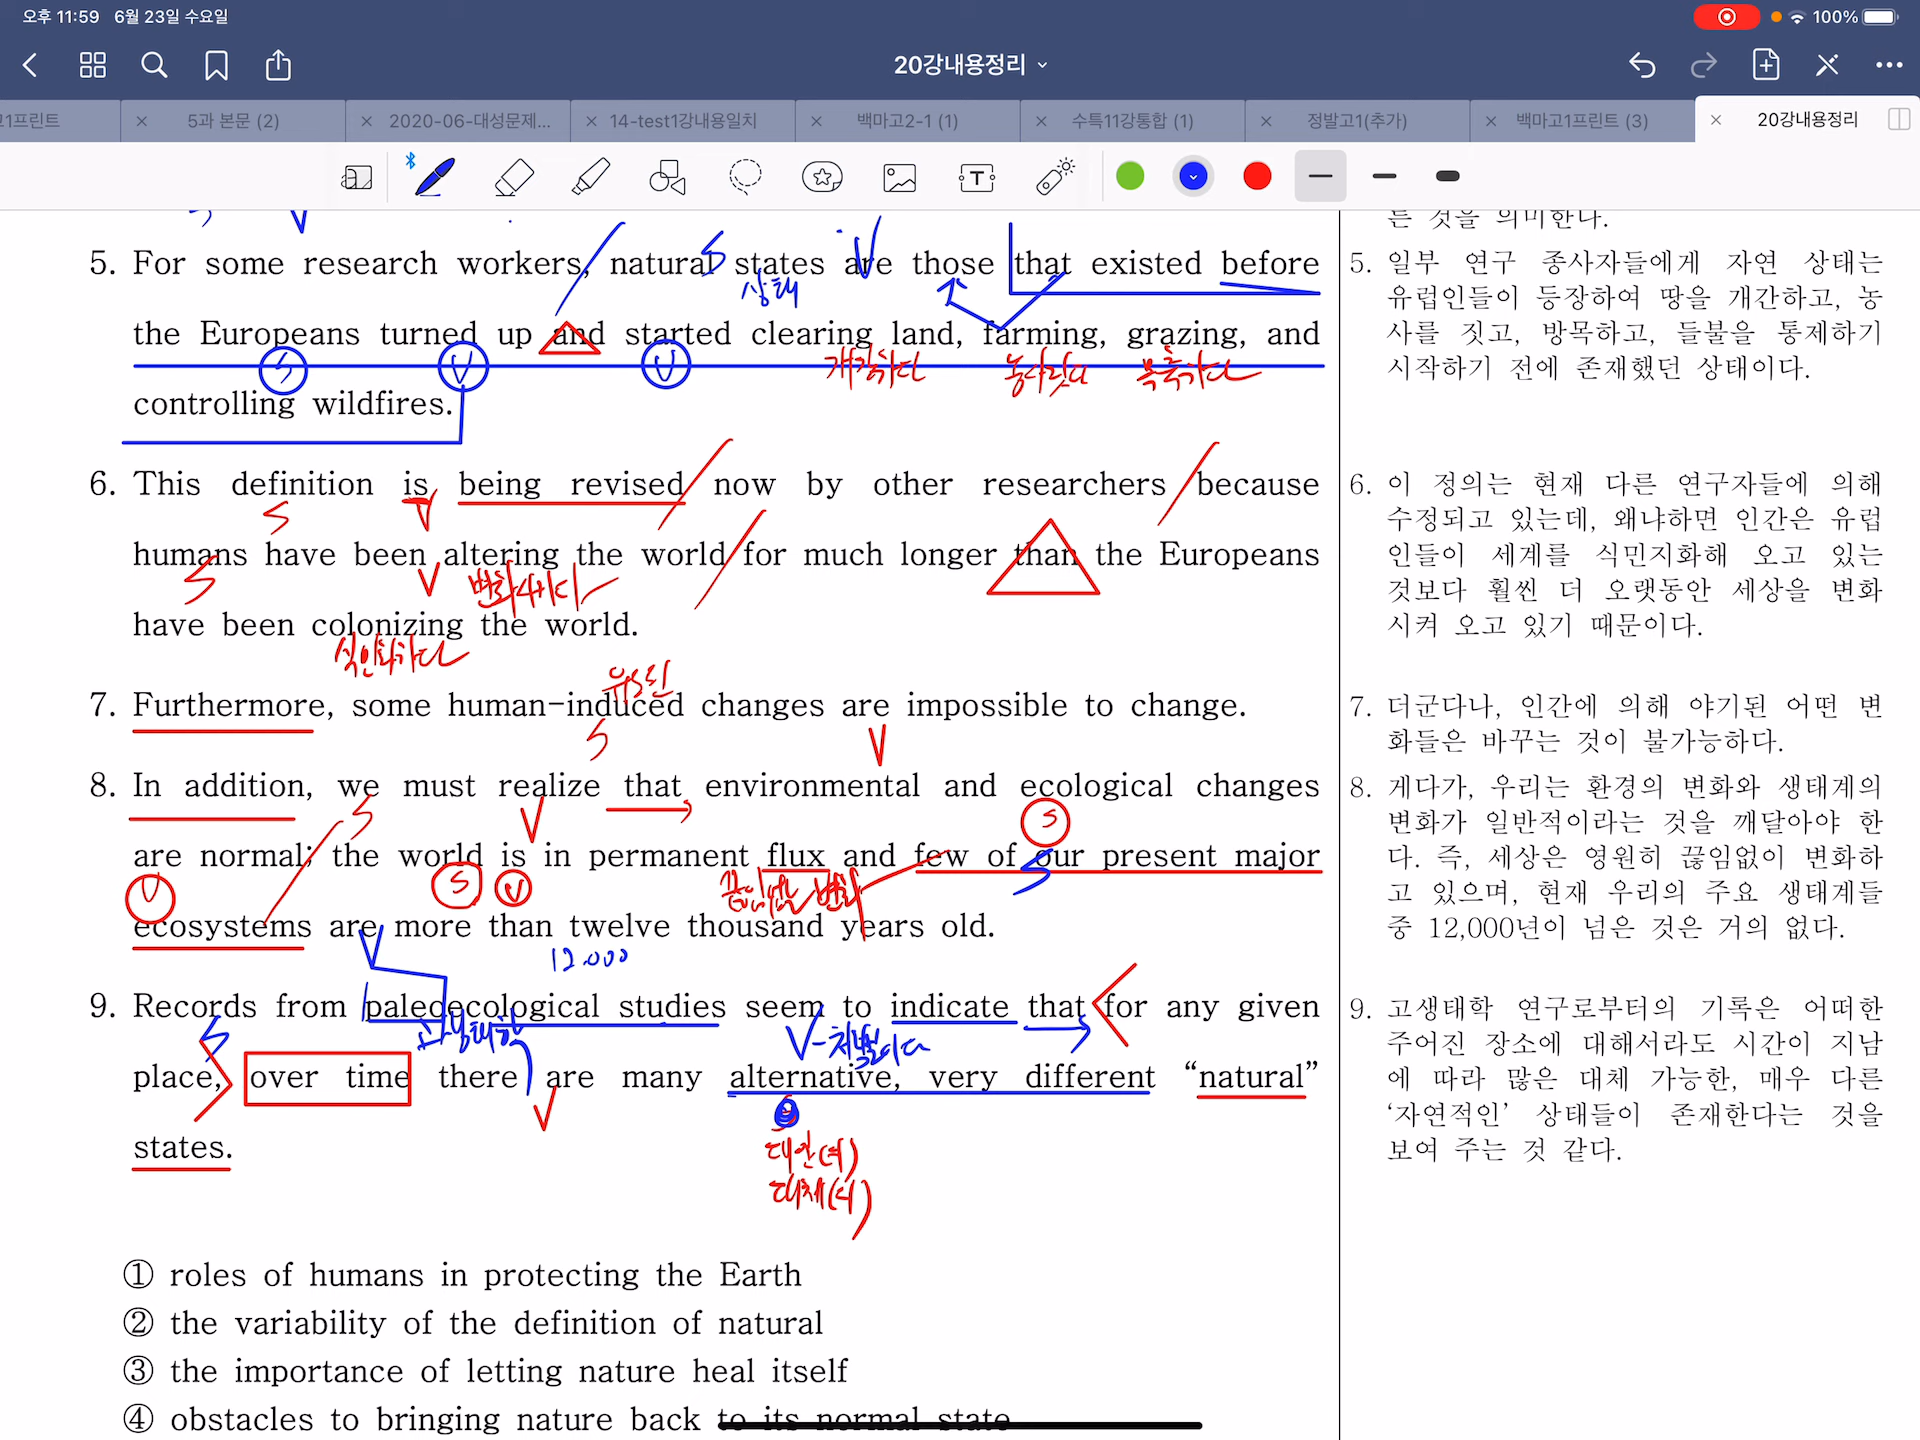 오후 11:59 6월 23일 수요일
100%
20강내용정리
1프린트
5과 본문 (2)
2020-06-대성문제...
14-test1강내용일치
백마고2-1 (1)
수특11강통합 (1)
정발고1(추가)
백마고1프린트 (3)
20강내용정리
른 것을 의미한다.
5. For some research workers, natural states are those that existed before
상태
the Europeans turned up and started clearing land, farming, grazing, and
개간하다 농사짓다
controlling wildfires.
5. 일부 연구 종사자들에게 자연 상태는
유럽인들이 등장하여 땅을 개간하고, 농
사를 짓고, 방목하고, 들불을 통제하기
시작하기 전에 존재했던 상태이다.
6. This definition is being revised now by other researchers because
humans have been altering the world for much longer than the Europeans
변화시키다
have been colonizing the world.
식민화하다
6. 이 정의는 현재 다른 연구자들에 의해
수정되고 있는데, 왜냐하면 인간은 유럽
인들이 세계를 식민지화해 오고 있는
것보다 훨씬 더 오랫동안 세상을 변화
시켜 오고 있기 때문이다.
유도된
7. Furthermore, some human-induced changes are impossible to change.
7. 더군다나, 인간에 의해 야기된 어떤 변
화들은 바꾸는 것이 불가능하다.
8. In addition, we must realize that environmental and ecological changes
are normal; the world is in permanent flux and few of our present major
끊임없는 변화
ecosystems are more than twelve thousand years old.
12.000
8. 게다가, 우리는 환경의 변화와 생태계의
변화가 일반적이라는 것을 깨달아야 한
다. 즉, 세상은 영원히 끊임없이 변화하
고 있으며, 현재 우리의 주요 생태계들
중 12,000년이 넘은 것은 거의 없다.
9. Records from paleoecological studies seem to indicate that for any given
고생태학
place, over time there are many alternative, very different “natural”
대안(의)
states.
대체(의)
9. 고생태학 연구로부터의 기록은 어떠한
주어진 장소에 대해서라도 시간이 지남
에 따라 많은 대체 가능한, 매우 다른
‘자연적인’ 상태들이 존재한다는 것을
보여 주는 것 같다.
① roles of humans in protecting the Earth
② the variability of the definition of natural
③ the importance of letting nature heal itself
④ obstacles to bringing nature back to its normal state